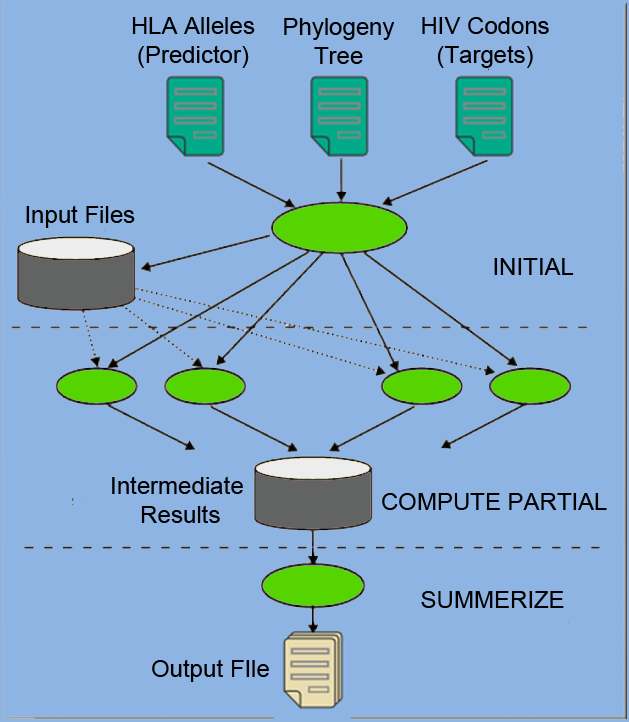 HLA Alleles
(Predictor)
Phylogeny
Tree
HIV Codons
(Targets)
Input Files
INITIAL
Intermediate
Results
COMPUTE PARTIAL
SUMMERIZE
Output FIle